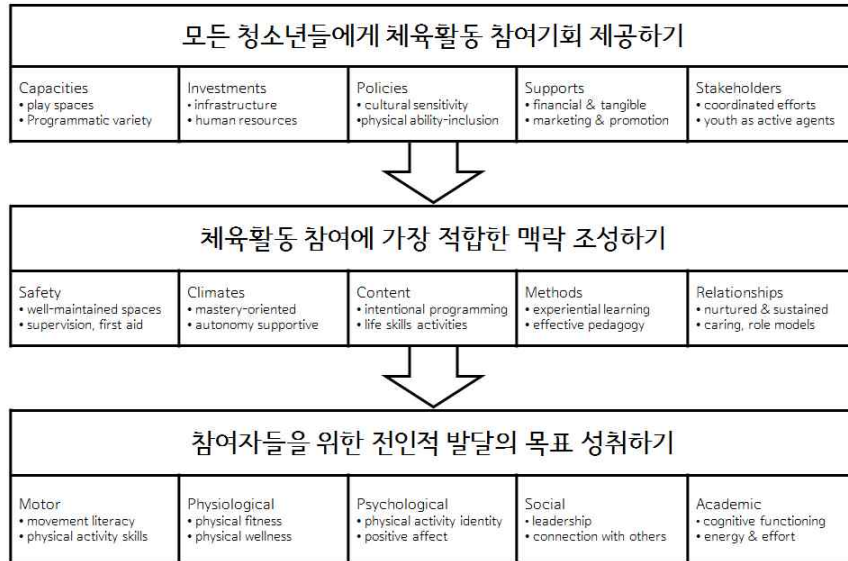 모든 청소년들에게 체육활동 참여기회 제공하기
Capacities
• play spaces
• Programmatic variety
Investments
• infrastructure
• human resources
Policies
• cultural sensitivity
•physical ability-inclusion
Supports
• financial & tangible
• marketing & promotion
Stakeholders
• coordinated efforts
• youth as active agents
체육활동 참여에 가장 적합한 맥락 조성하기
Safety
• well-maintained spaces
• supervision, first aid
Climates
• mastery-oriented
• autonomy supportive
Content
• intentional programming
• life skills activities
Methods
• experiential learning
• effective pedagogy
Relationships
• nurtured & sustained
• caring, role models
참여자들을 위한 전인적 발달의 목표 성취하기
Motor
• movement literacy
• physical activity skills
Physiological
• physical fitness
• physical wellness
Psychological
• physical activity identity
• positive affect
Social
• leadership
• connection with others
Academic
• cognitive functioning
• energy & effort